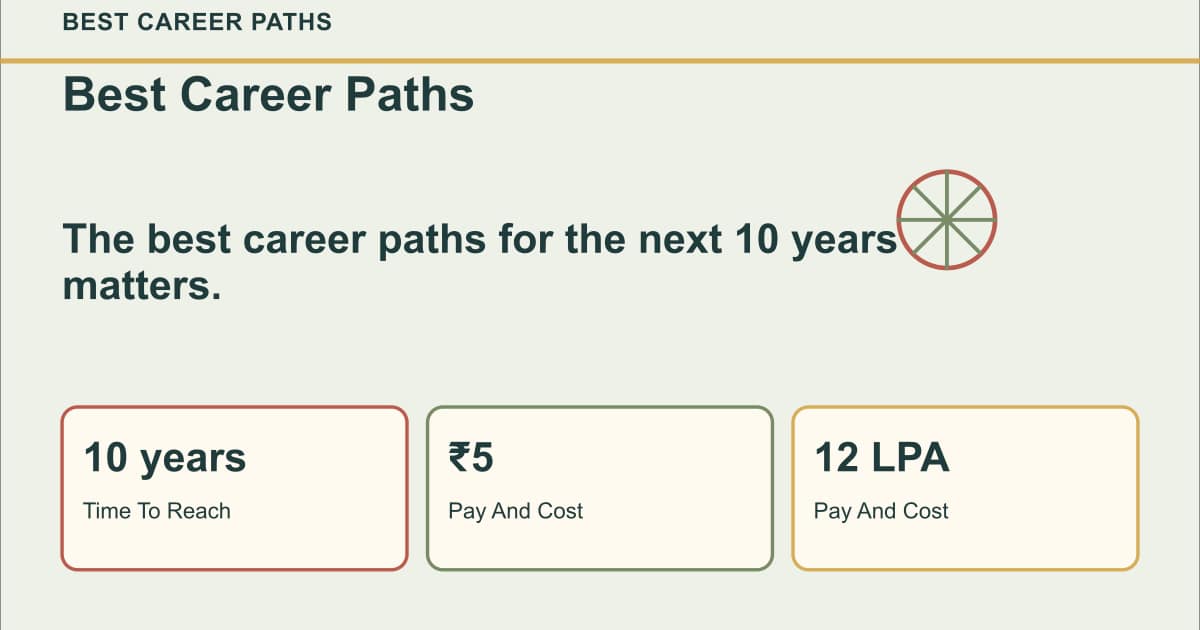 BEST CAREER PATHS
Best Career Paths
The best career paths for the next 10 years
matters.
10 years
Time To Reach
₹5
Pay And Cost
12 LPA
Pay And Cost